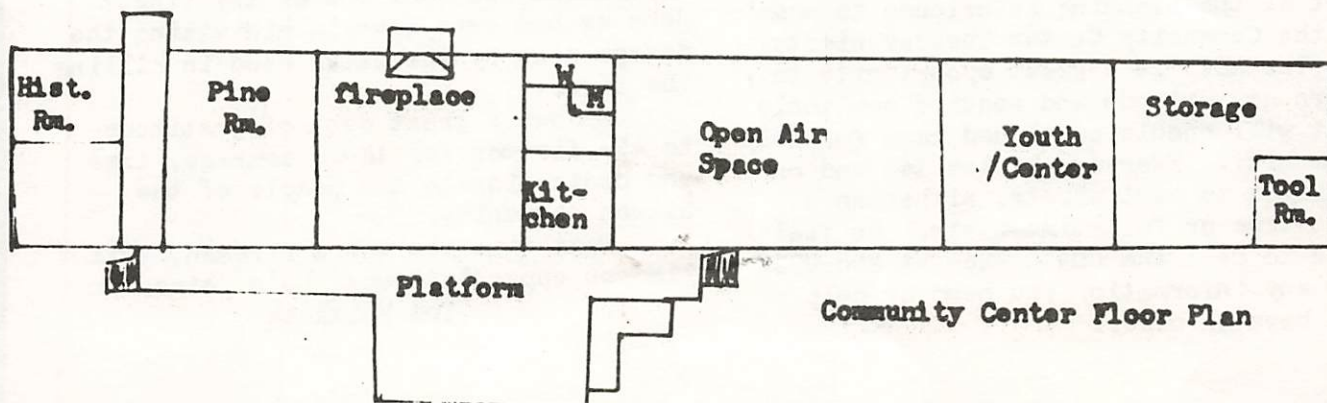 Hist.
Rm.
Pine
Rm.
fireplace
W
M
Kit-
chen
Open Air
Space
Youth
/Center
Storage
Tool
Rm.
Platform
Community Center Floor Plan